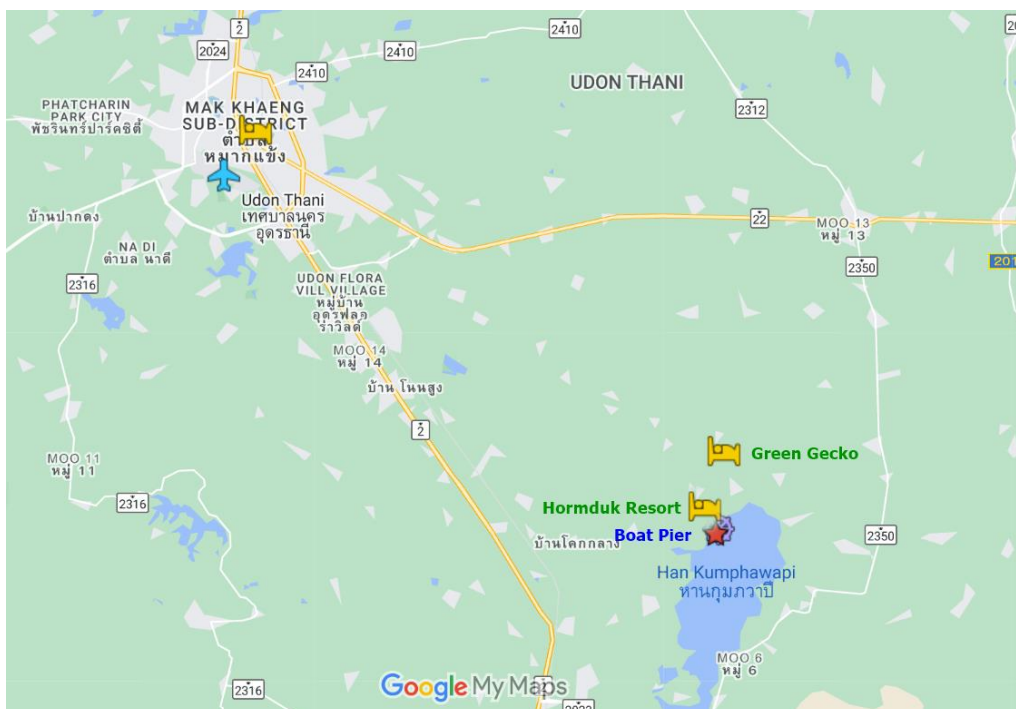 2
2024
2410
2410
2410
UDON THANI
PHATCHARIN
PARK CITY
พัชรินทร์ปาร์คซิตี้
MAK KHAENG
SUB-DISTRICT
ตำบล
หมากแข้ง
2312
Udon Thani
เทศบาลนคร
อุดรธานี
บ้านปากดง
NA DI
ตำบล นาดี
22
MOO 13
หมู่ 13
2350
201
2316
UDON FLORA
VILL VILLAGE
หมู่บ้าน
อุดรฟลอ
ราวิลด์
MOO 14
หมู่ 14
บ้าน โนนสูง
2
MOO 11
หมู่ 11
2316
Green Gecko
Hormduk Resort
Boat Pier
บ้านโคกกลาง
2350
Han Kumphawapi
หานกุมภวาปี
MOO 6
หมู่ 6
2316
Google My Maps